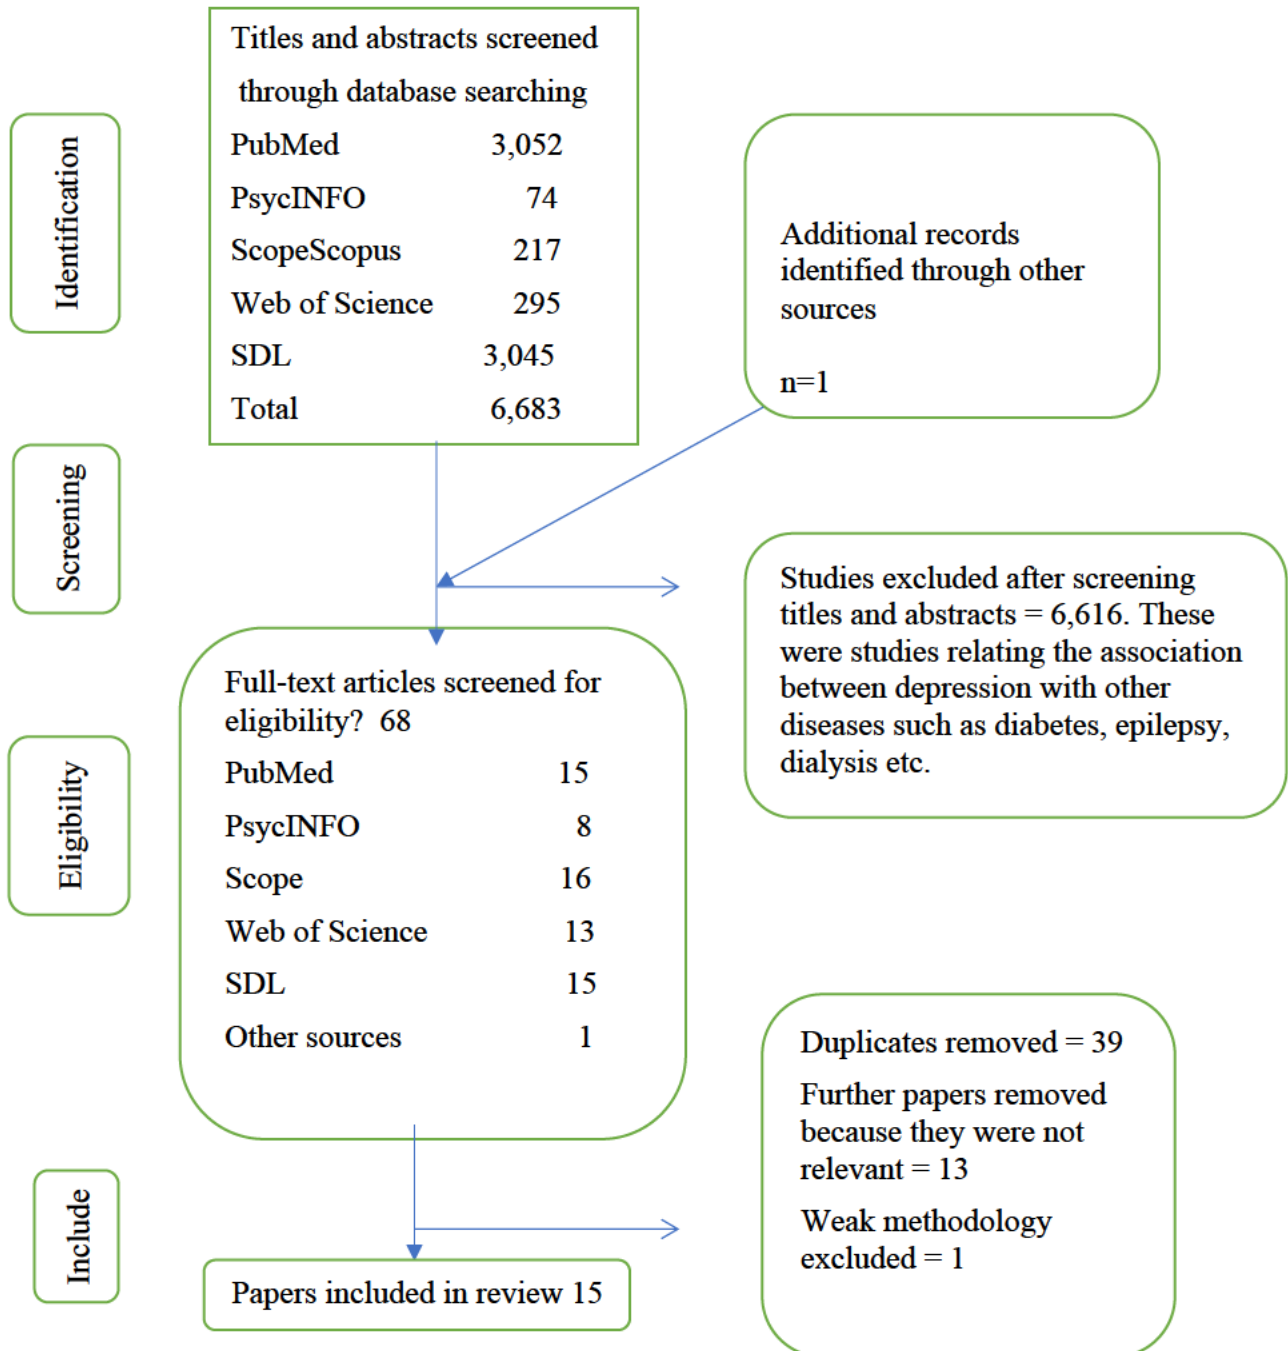 Titles and abstracts screened
through database searching
PubMed 3,052
PsycINFO 74
ScopeScopus 217
Web of Science 295
SDL 3,045
Total 6,683
Identification
Additional records
identified through other
sources
n=1
Screening
Studies excluded after screening
titles and abstracts = 6,616. These
were studies relating the association
between depression with other
diseases such as diabetes, epilepsy,
dialysis etc.
Eligibility
Full-text articles screened for
eligibility? 68
PubMed 15
PsycINFO 8
Scope 16
Web of Science 13
SDL 15
Other sources 1
Duplicates removed = 39
Further papers removed
because they were not
relevant = 13
Weak methodology
excluded = 1
Include
Papers included in review 15